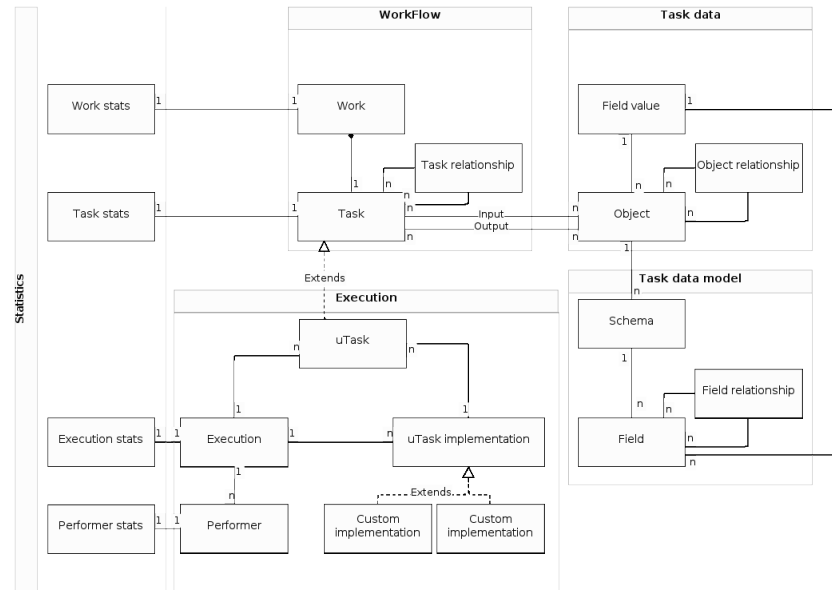 WorkFlow
Task data
Work stats
1
1
Work
Field value
1
1
Task relationship
Object relationship
1
n
n
n
n
n
n
Task stats
1
1
Task
Input
Output
n
n
n
Object
n
1
Extends
Statistics
Execution
n
Task data model
uTask
n
n
Schema
1
Field relationship
1
1
n
n
Execution stats
1
1
Execution
1
n
uTask implementation
Field
n
n
1
Extends
n
Performer stats
1
1
Performer
Custom
implementation
Custom
implementation